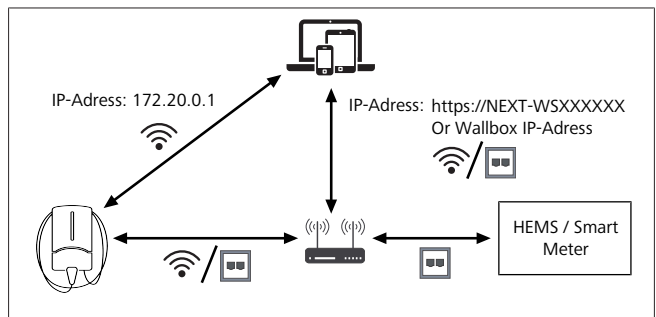 IP-Adress: 172.20.0.1
IP-Adress: https://NEXT-WSXXXXXX
Or Wallbox IP-Adress
HEMS / Smart
Meter